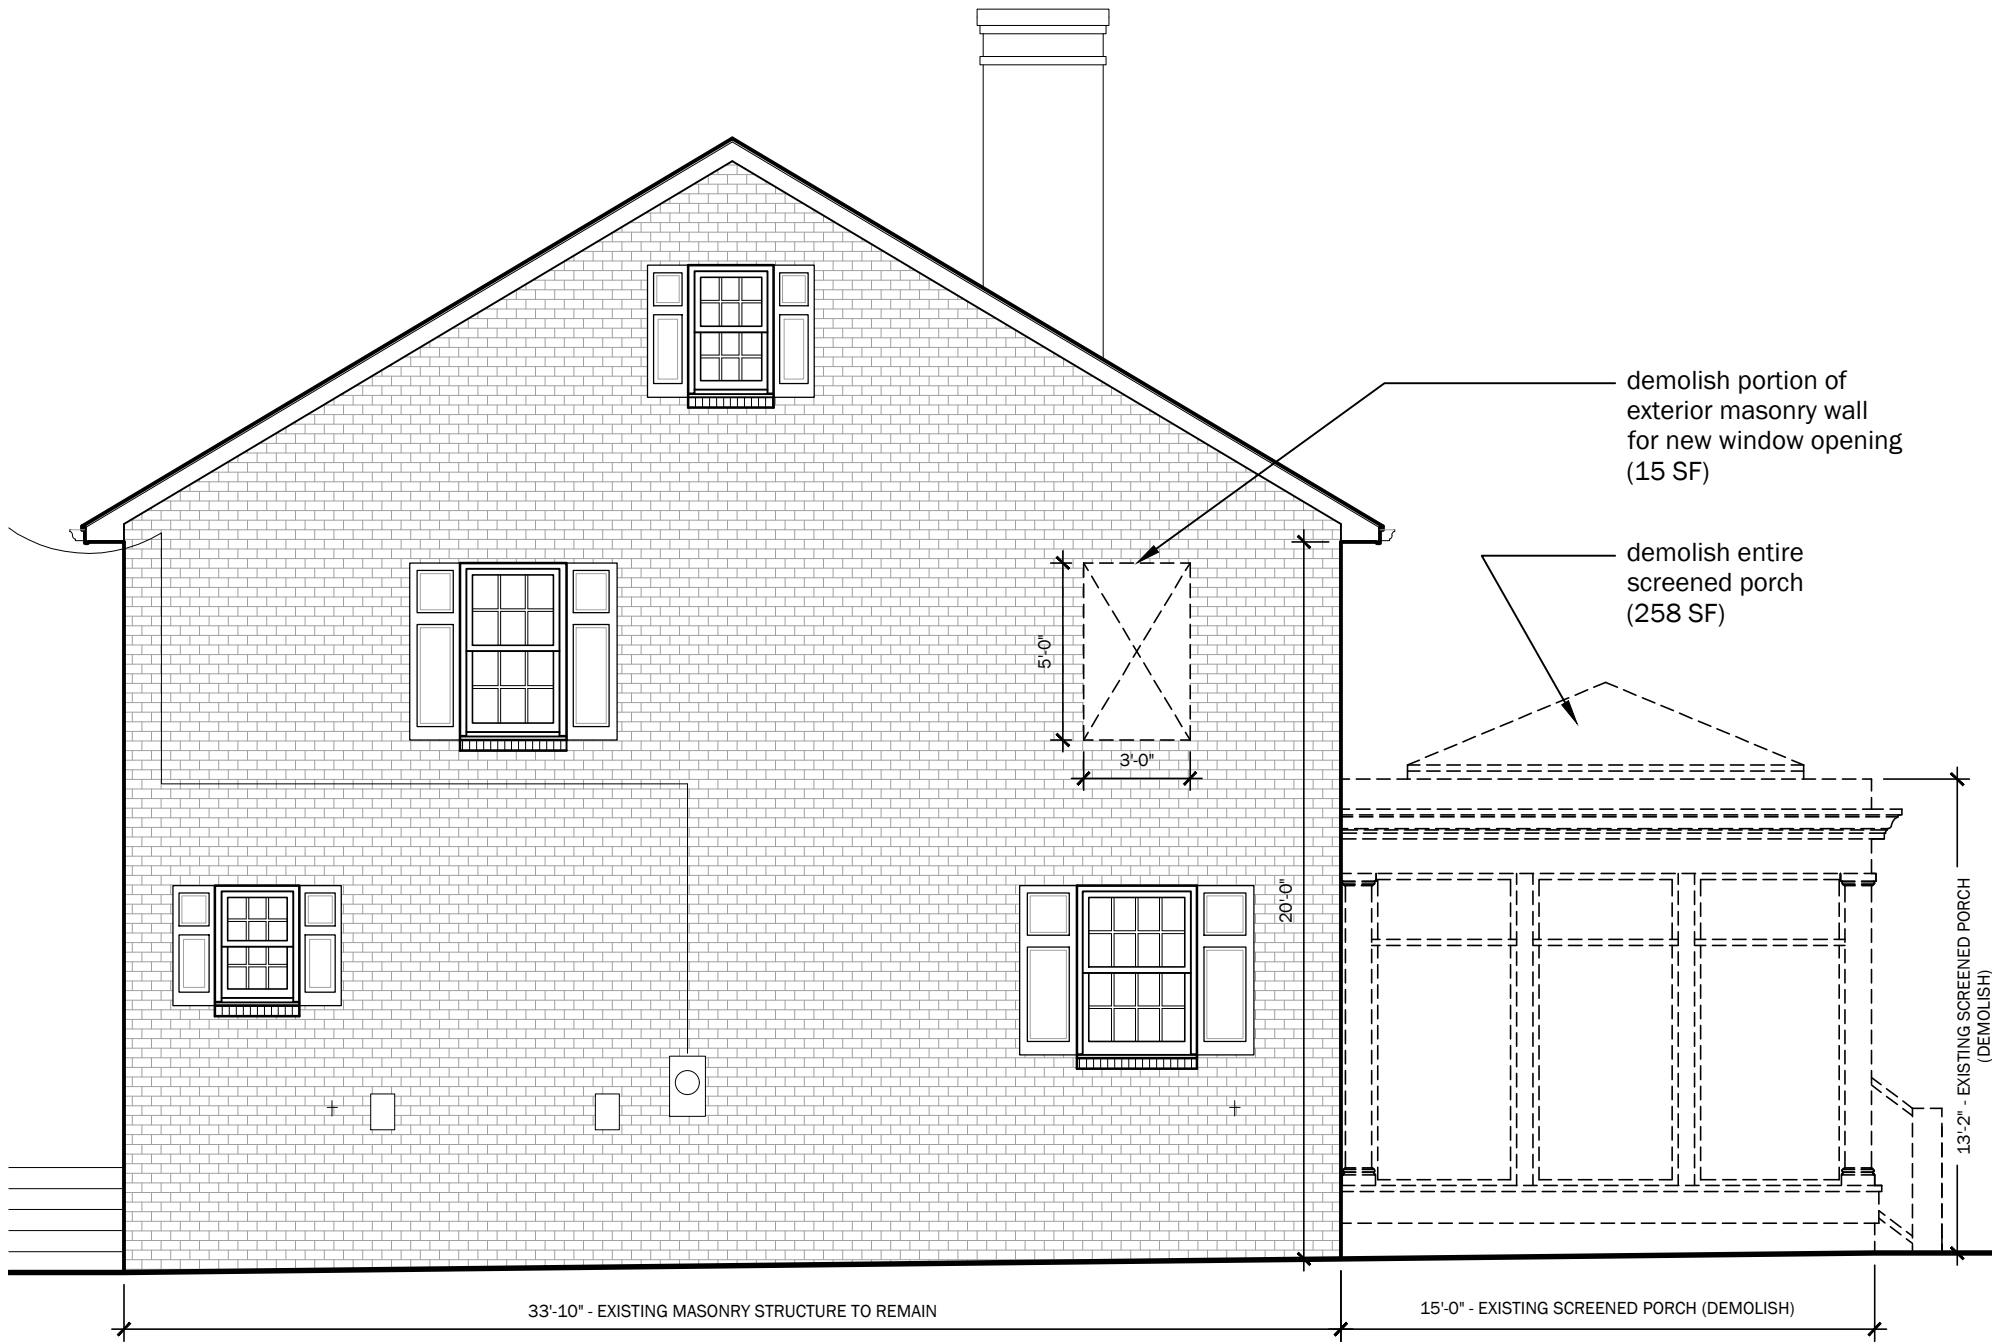 demolish portion of
exterior masonry wall
for new window opening
(15 SF)
demolish entire
screened porch
(258 SF)
5'-0"
3'-0"
20'-0"
13'-2" - EXISTING SCREENED PORCH
(DEMOLISH)
33'-10" - EXISTING MASONRY STRUCTURE TO REMAIN
15'-0" - EXISTING SCREENED PORCH (DEMOLISH)